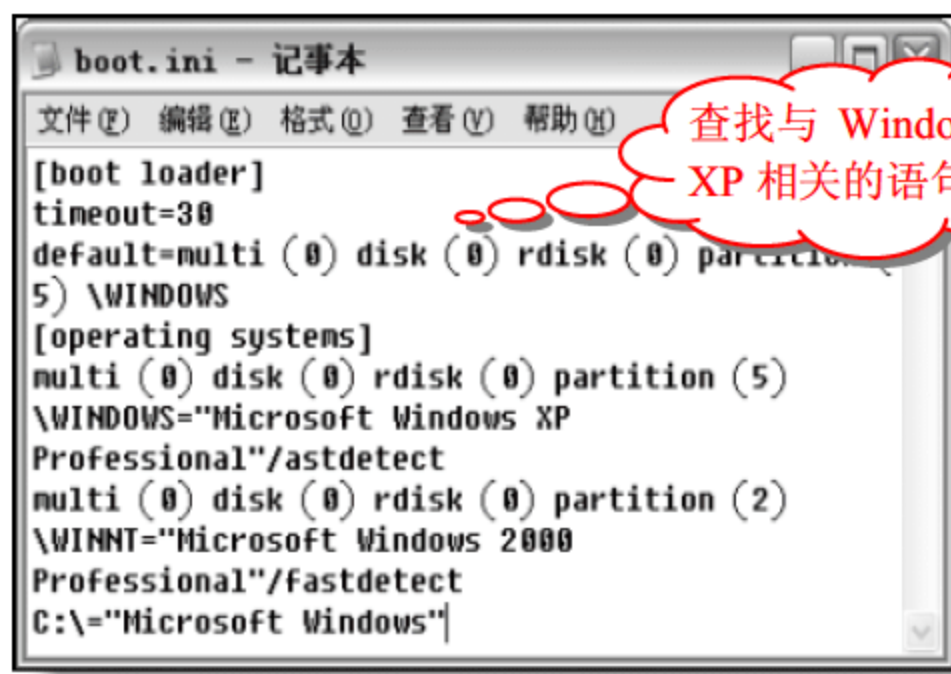 boot.ini - 记事本
文件(F) 编辑(E) 格式(O) 查看(V) 帮助(H)
查找与 Windo
XP 相关的语句
[boot loader]
timeout=30
default=multi (0) disk (0) rdisk (0) partition (
5) \WINDOWS
[operating systems]
multi (0) disk (0) rdisk (0) partition (5)
\WINDOWS="Microsoft Windows XP
Professional"/astdetect
multi (0) disk (0) rdisk (0) partition (2)
\WINNT="Microsoft Windows 2000
Professional"/fastdetect
C:\="Microsoft Windows"